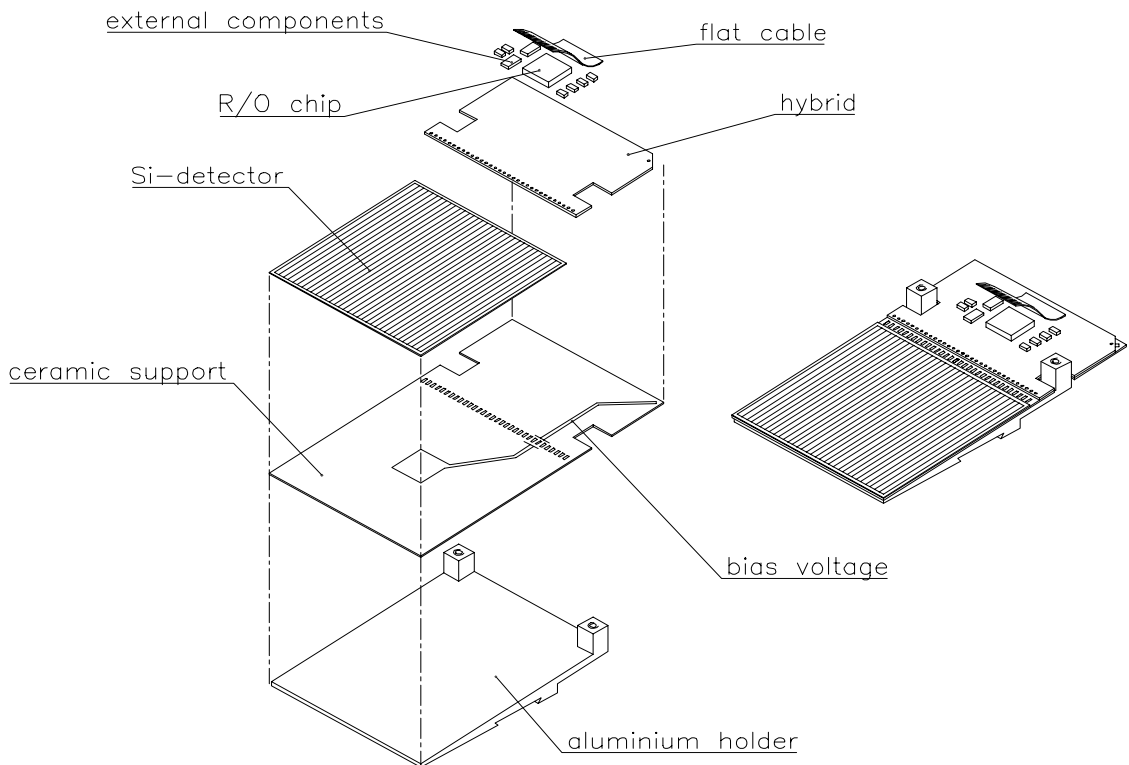 external components
flat cable
R/O chip
hybrid
Si-detector
ceramic support
bias voltage
aluminium holder